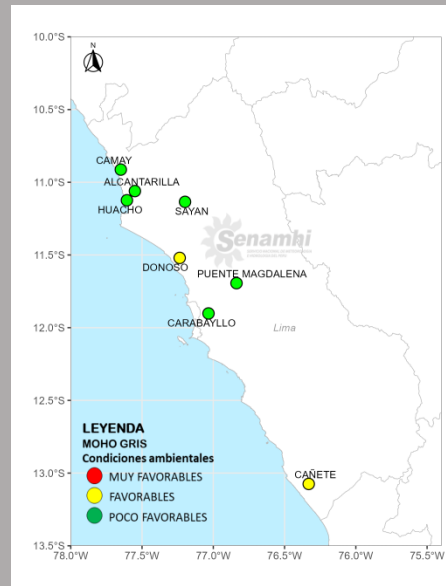 10.0°S
N
10.5°S
CAMAY
11.0°S
ALCANTARILLA
HUACHO
SAYAN
Senamhi
11.5°S
DONOSO
PUENTE MAGDALENA
12.0°S
CARABAYLLO
Lima
12.5°S
LEYENDA
MOHO GRIS
Condiciones ambientales
MUY FAVORABLES
FAVORABLES
POCO FAVORABLES
CAÑETE
13.0°S
13.5°S
78.0°W
77.5°W
77.0°W
76.5°W
76.0°W
75.5°W